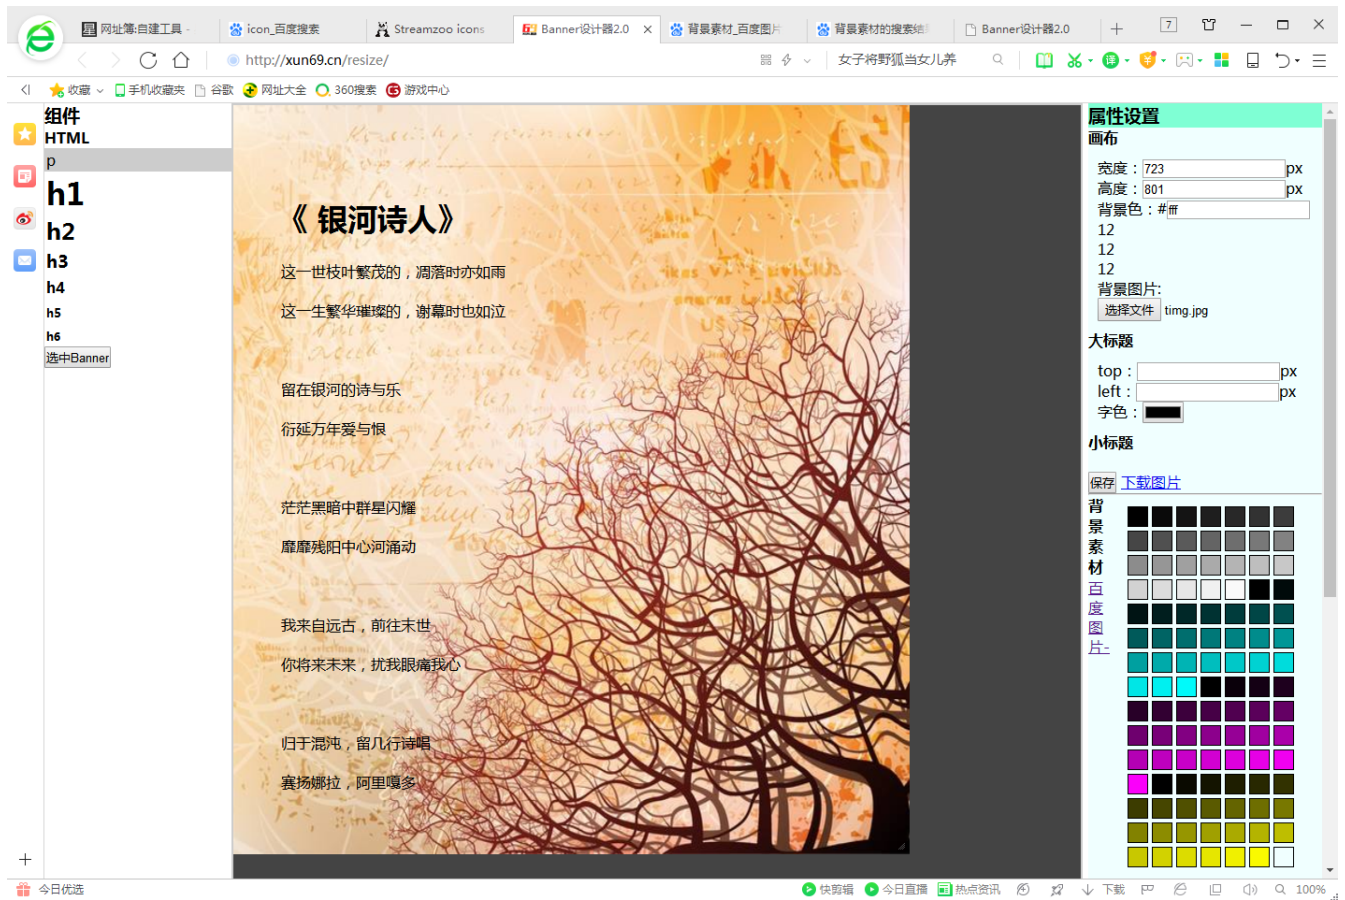 网址簿:自建工具 -
icon_百度搜索
Streamzoo icons
Banner设计器2.0
背景素材_百度图片
背景素材的搜索结
Banner设计器2.0
7
http://xun69.cn/resize/
女子将野狐当女儿养
收藏
手机收藏夹
谷歌
网址大全
360搜索
游戏中心
组件
HTML
p
h1
h2
h3
h4
h5
h6
选中Banner
《 银河诗人》
这一世枝叶繁茂的，凋落时亦如雨
这一生繁华璀璨的，谢幕时也如泣
留在银河的诗与乐
衍延万年爱与恨
茫茫黑暗中群星闪耀
靡靡残阳中心河涌动
我来自远古，前往末世
你将来未来，扰我眼痛我心
归于混沌，留几行诗唱
塞扬娜拉，阿里嘎多
属性设置
画布
宽度：723px
高度：801px
背景色：#fff
12
12
12
背景图片:
选择文件 timg.jpg
大标题
top：px
left：px
字色：
小标题
保存 下载图片
背景素材
百度图片-
今日优选
快剪辑
今日直播
热点资讯
下载
100%